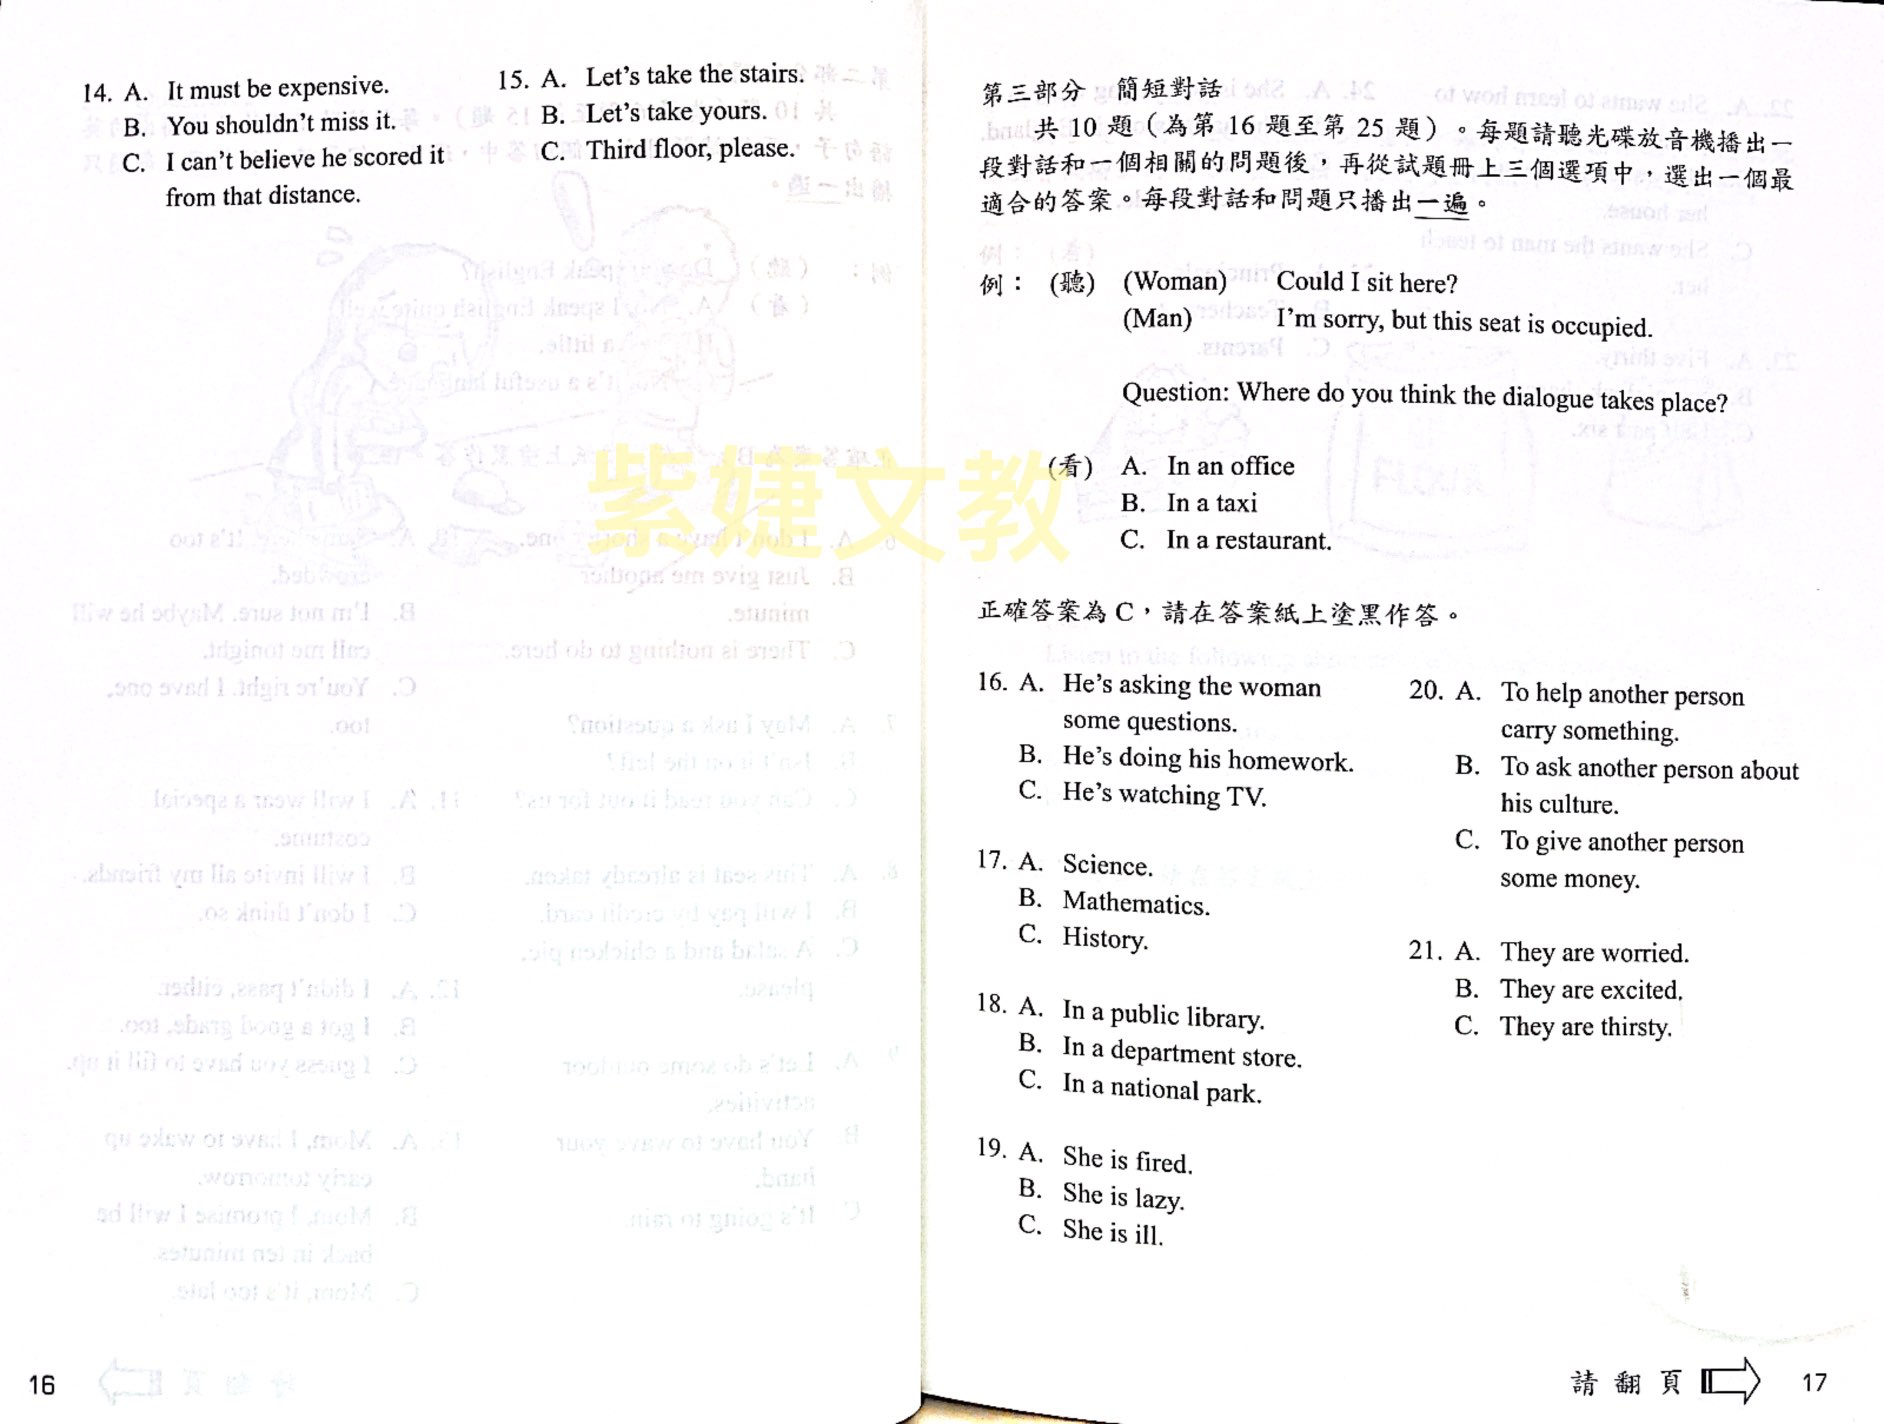 14. A. It must be expensive.
B. You shouldn't miss it.
C. I can't believe he scored it
from that distance.
15. A. Let's take the stairs.
B. Let's take yours.
C. Third floor, please.
16
第三部分 簡短對話
共 10 題（為第 16 題至第 25 題）。每題請聽光碟放音機播出一
段對話和一個相關的問題後，再從試題冊上三個選項中，選出一個最
適合的答案。每段對話和問題只播出一遍。
例：(聽) (Woman) Could I sit here?
(Man) I'm sorry, but this seat is occupied.
Question: Where do you think the dialogue takes place?
(看) A. In an office
B. In a taxi
C. In a restaurant.
正確答案為 C，請在答案紙上塗黑作答。
16. A. He's asking the woman
some questions.
B. He's doing his homework.
C. He's watching TV.
17. A. Science.
B. Mathematics.
C. History.
18. A. In a public library.
B. In a department store.
C. In a national park.
19. A. She is fired.
B. She is lazy.
C. She is ill.
20. A. To help another person
carry something.
B. To ask another person about
his culture.
C. To give another person
some money.
21. A. They are worried.
B. They are excited.
C. They are thirsty.
請翻頁
17
紫婕文教